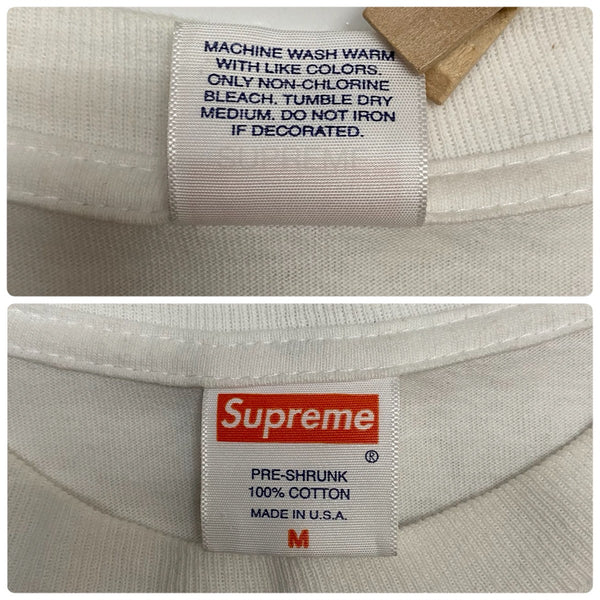 MACHINE WASH WARM
WITH LIKE COLORS.
ONLY NON-CHLORINE
BLEACH. TUMBLE DRY
MEDIUM. DO NOT IRON
IF DECORATED.
SUPREME
Supreme
®
PRE-SHRUNK
100% COTTON
MADE IN U.S.A.
M